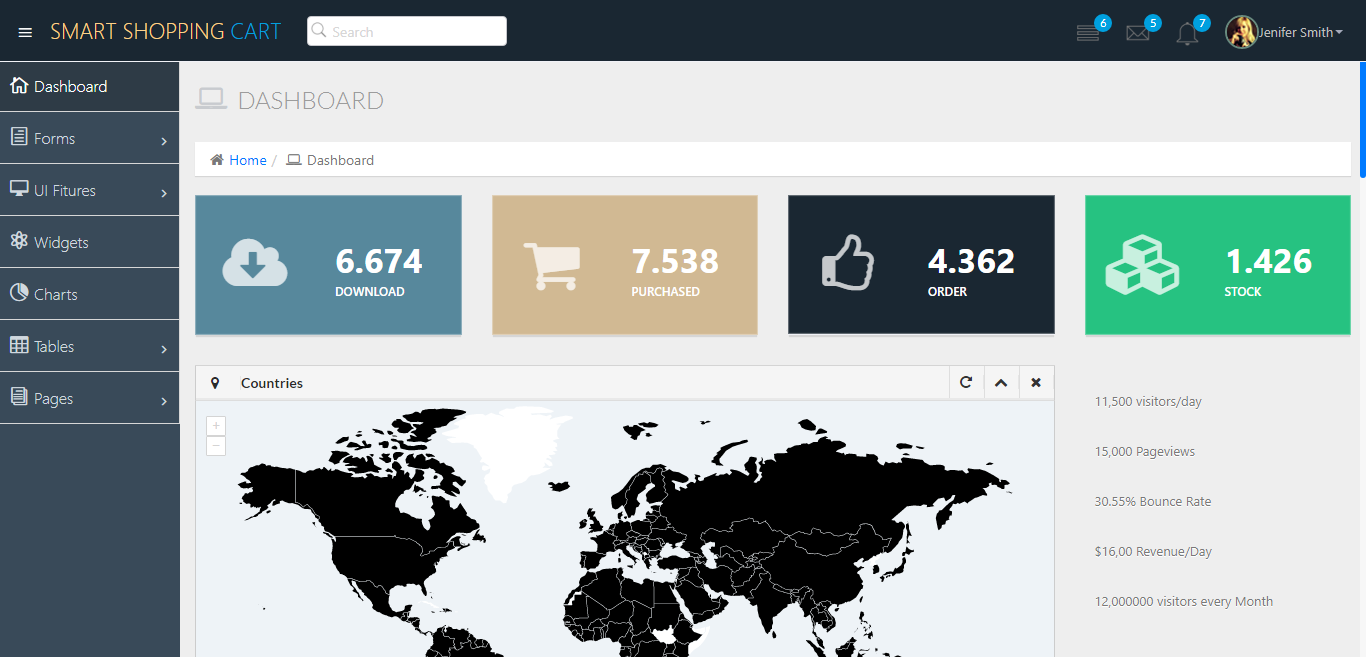 SMART SHOPPING CART
Search
6
5
7
Jenifer Smith
Dashboard
Forms
UI Fitures
Widgets
Charts
Tables
Pages
DASHBOARD
Home / Dashboard
6.674
DOWNLOAD
7.538
PURCHASED
4.362
ORDER
1.426
STOCK
Countries
+
−
11,500 visitors/day
15,000 Pageviews
30.55% Bounce Rate
$16,00 Revenue/Day
12,000000 visitors every Month